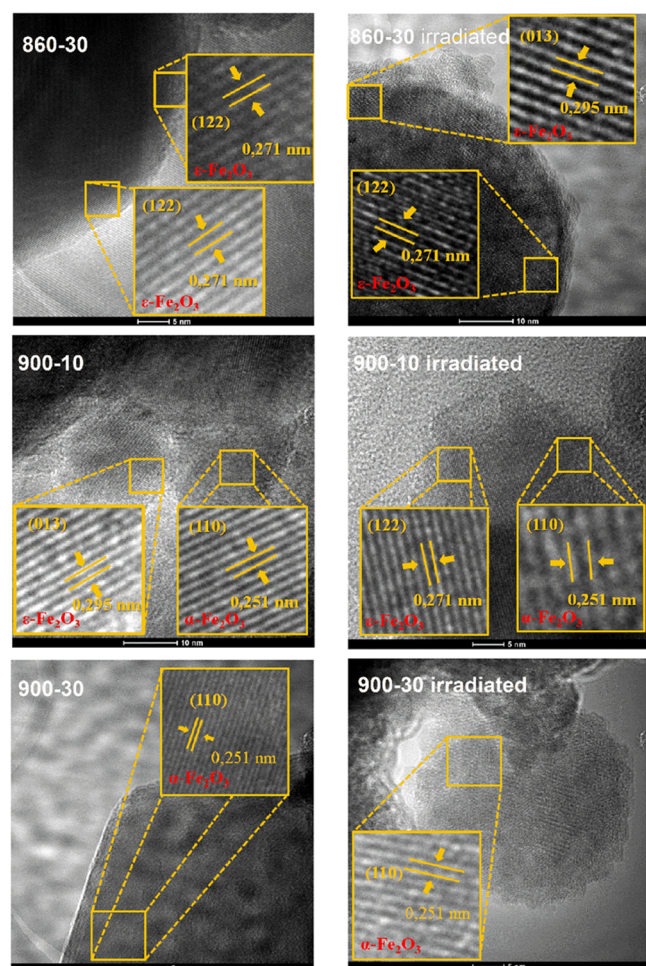 860-30
(122)
0,271 nm
ε-Fe₂O₃
(122)
0,271 nm
ε-Fe₂O₃
5 nm
860-30 irradiated
(013)
0,295 nm
ε-Fe₂O₃
(122)
0,271 nm
ε-Fe₂O₃
10 nm
900-10
(013)
0,295 nm
ε-Fe₂O₃
(110)
0,251 nm
α-Fe₂O₃
10 nm
900-10 irradiated
(122)
0,271 nm
ε-Fe₂O₃
(110)
0,251 nm
α-Fe₂O₃
5 nm
900-30
(110)
0,251 nm
α-Fe₂O₃
900-30 irradiated
(110)
0,251 nm
α-Fe₂O₃